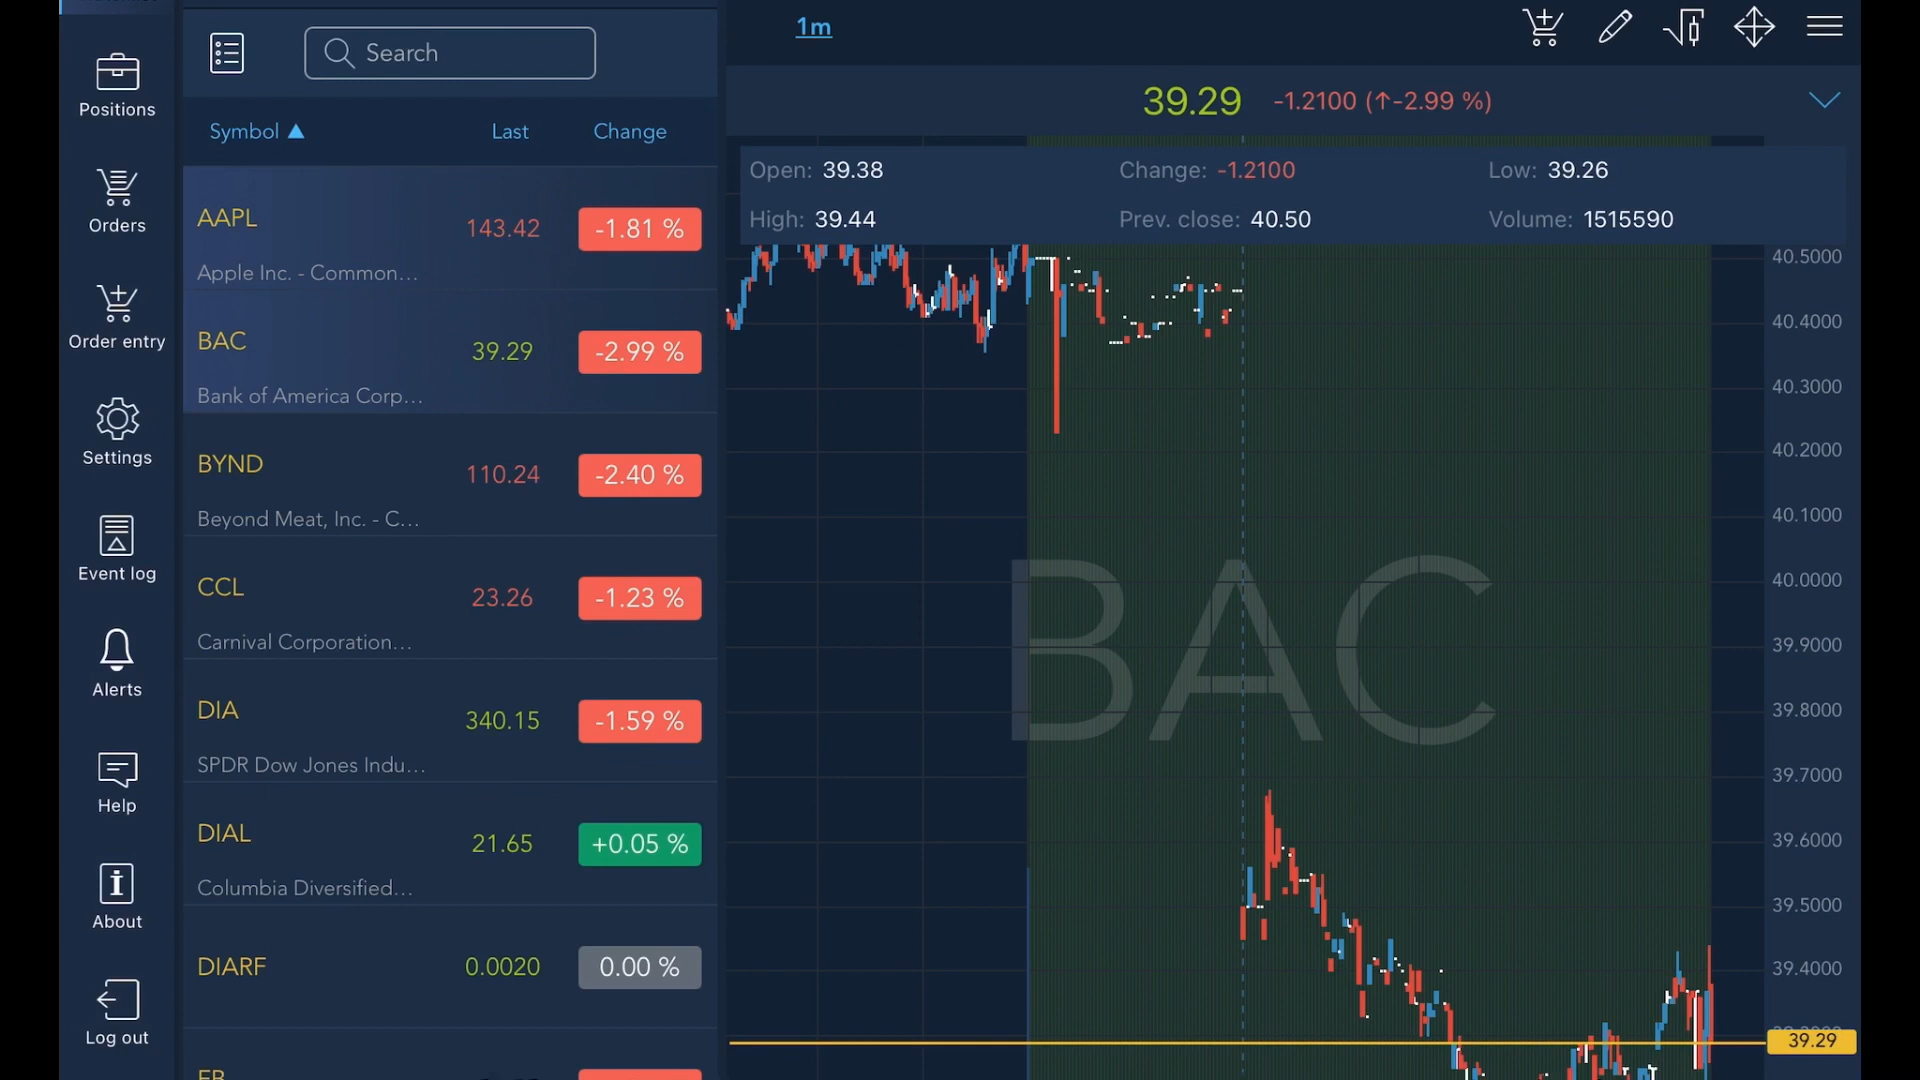 Positions
Orders
Order entry
Settings
Event log
Alerts
Help
About
Log out
Search
Symbol ▲ Last Change
AAPL 143.42 -1.81 %
Apple Inc. - Common...
BAC 39.29 -2.99 %
Bank of America Corp...
BYND 110.24 -2.40 %
Beyond Meat, Inc. - C...
CCL 23.26 -1.23 %
Carnival Corporation...
DIA 340.15 -1.59 %
SPDR Dow Jones Indu...
DIAL 21.65 +0.05 %
Columbia Diversified...
DIARF 0.0020 0.00 %
1m
39.29 -1.2100 (↑-2.99 %)
Open: 39.38 Change: -1.2100 Low: 39.26
High: 39.44 Prev. close: 40.50 Volume: 1515590
BAC
40.5000
40.4000
40.3000
40.2000
40.1000
40.0000
39.9000
39.8000
39.7000
39.6000
39.5000
39.4000
39.29